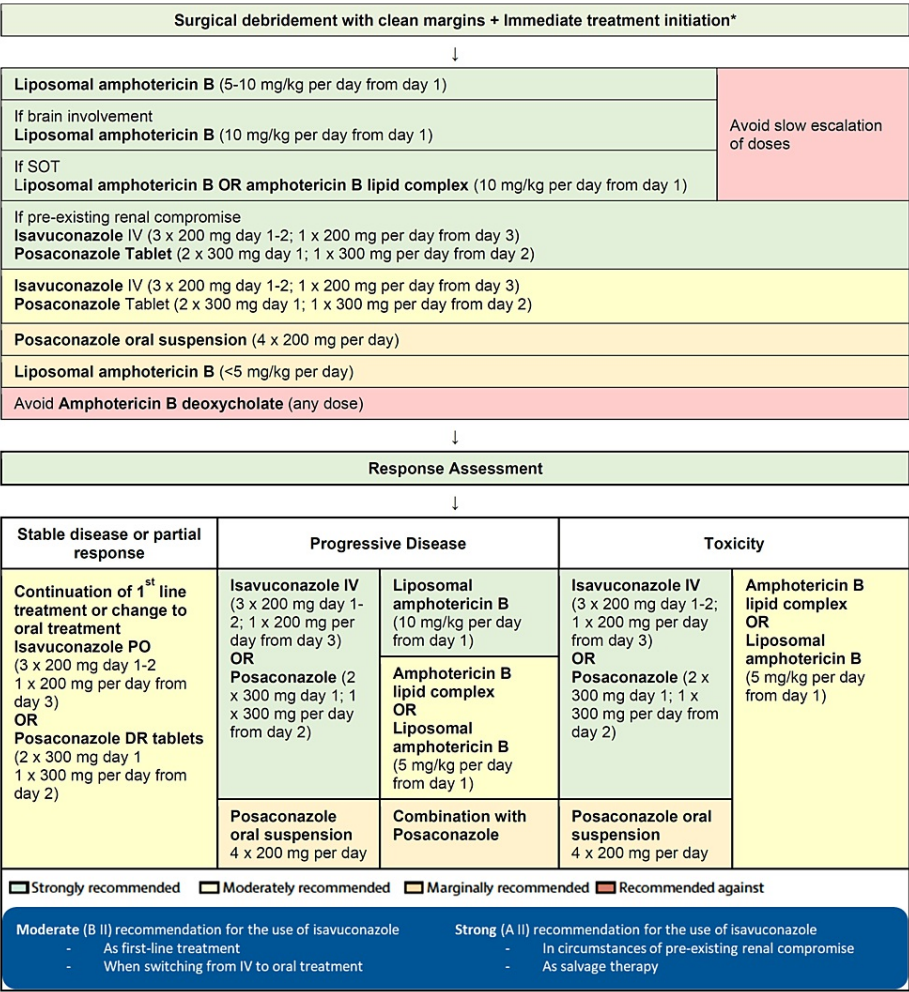 Surgical debridement with clean margins + Immediate treatment initiation*
↓
Liposomal amphotericin B (5-10 mg/kg per day from day 1)
If brain involvement
Liposomal amphotericin B (10 mg/kg per day from day 1)
If SOT
Liposomal amphotericin B OR amphotericin B lipid complex (10 mg/kg per day from day 1)
Avoid slow escalation
of doses
If pre-existing renal compromise
Isavuconazole IV (3 x 200 mg day 1-2; 1 x 200 mg per day from day 3)
Posaconazole Tablet (2 x 300 mg day 1; 1 x 300 mg per day from day 2)
Isavuconazole IV (3 x 200 mg day 1-2; 1 x 200 mg per day from day 3)
Posaconazole Tablet (2 x 300 mg day 1; 1 x 300 mg per day from day 2)
Posaconazole oral suspension (4 x 200 mg per day)
Liposomal amphotericin B (<5 mg/kg per day)
Avoid Amphotericin B deoxycholate (any dose)
↓
Response Assessment
↓
Stable disease or partial
response
Continuation of 1st line
treatment or change to
oral treatment
Isavuconazole PO
(3 x 200 mg day 1-2
1 x 200 mg per day from
day 3)
OR
Posaconazole DR tablets
(2 x 300 mg day 1
1 x 300 mg per day from
day 2)
Progressive Disease
Isavuconazole IV
(3 x 200 mg day 1-
2; 1 x 200 mg per
day from day 3)
OR
Posaconazole (2
x 300 mg day 1; 1
x 300 mg per day
from day 2)
Posaconazole
oral suspension
4 x 200 mg per day
Liposomal
amphotericin B
(10 mg/kg per day
from day 1)
Amphotericin B
lipid complex
OR
Liposomal
amphotericin B
(5 mg/kg per day
from day 1)
Combination with
Posaconazole
Toxicity
Isavuconazole IV
(3 x 200 mg day 1-2;
1 x 200 mg per day
from day 3)
OR
Posaconazole (2 x
300 mg day 1; 1 x
300 mg per day from
day 2)
Posaconazole oral
suspension
4 x 200 mg per day
Amphotericin B
lipid complex
OR
Liposomal
amphotericin B
(5 mg/kg per day
from day 1)
Strongly recommended
Moderately recommended
Marginally recommended
Recommended against
Moderate (B II) recommendation for the use of isavuconazole
- As first-line treatment
- When switching from IV to oral treatment
Strong (A II) recommendation for the use of isavuconazole
- In circumstances of pre-existing renal compromise
- As salvage therapy